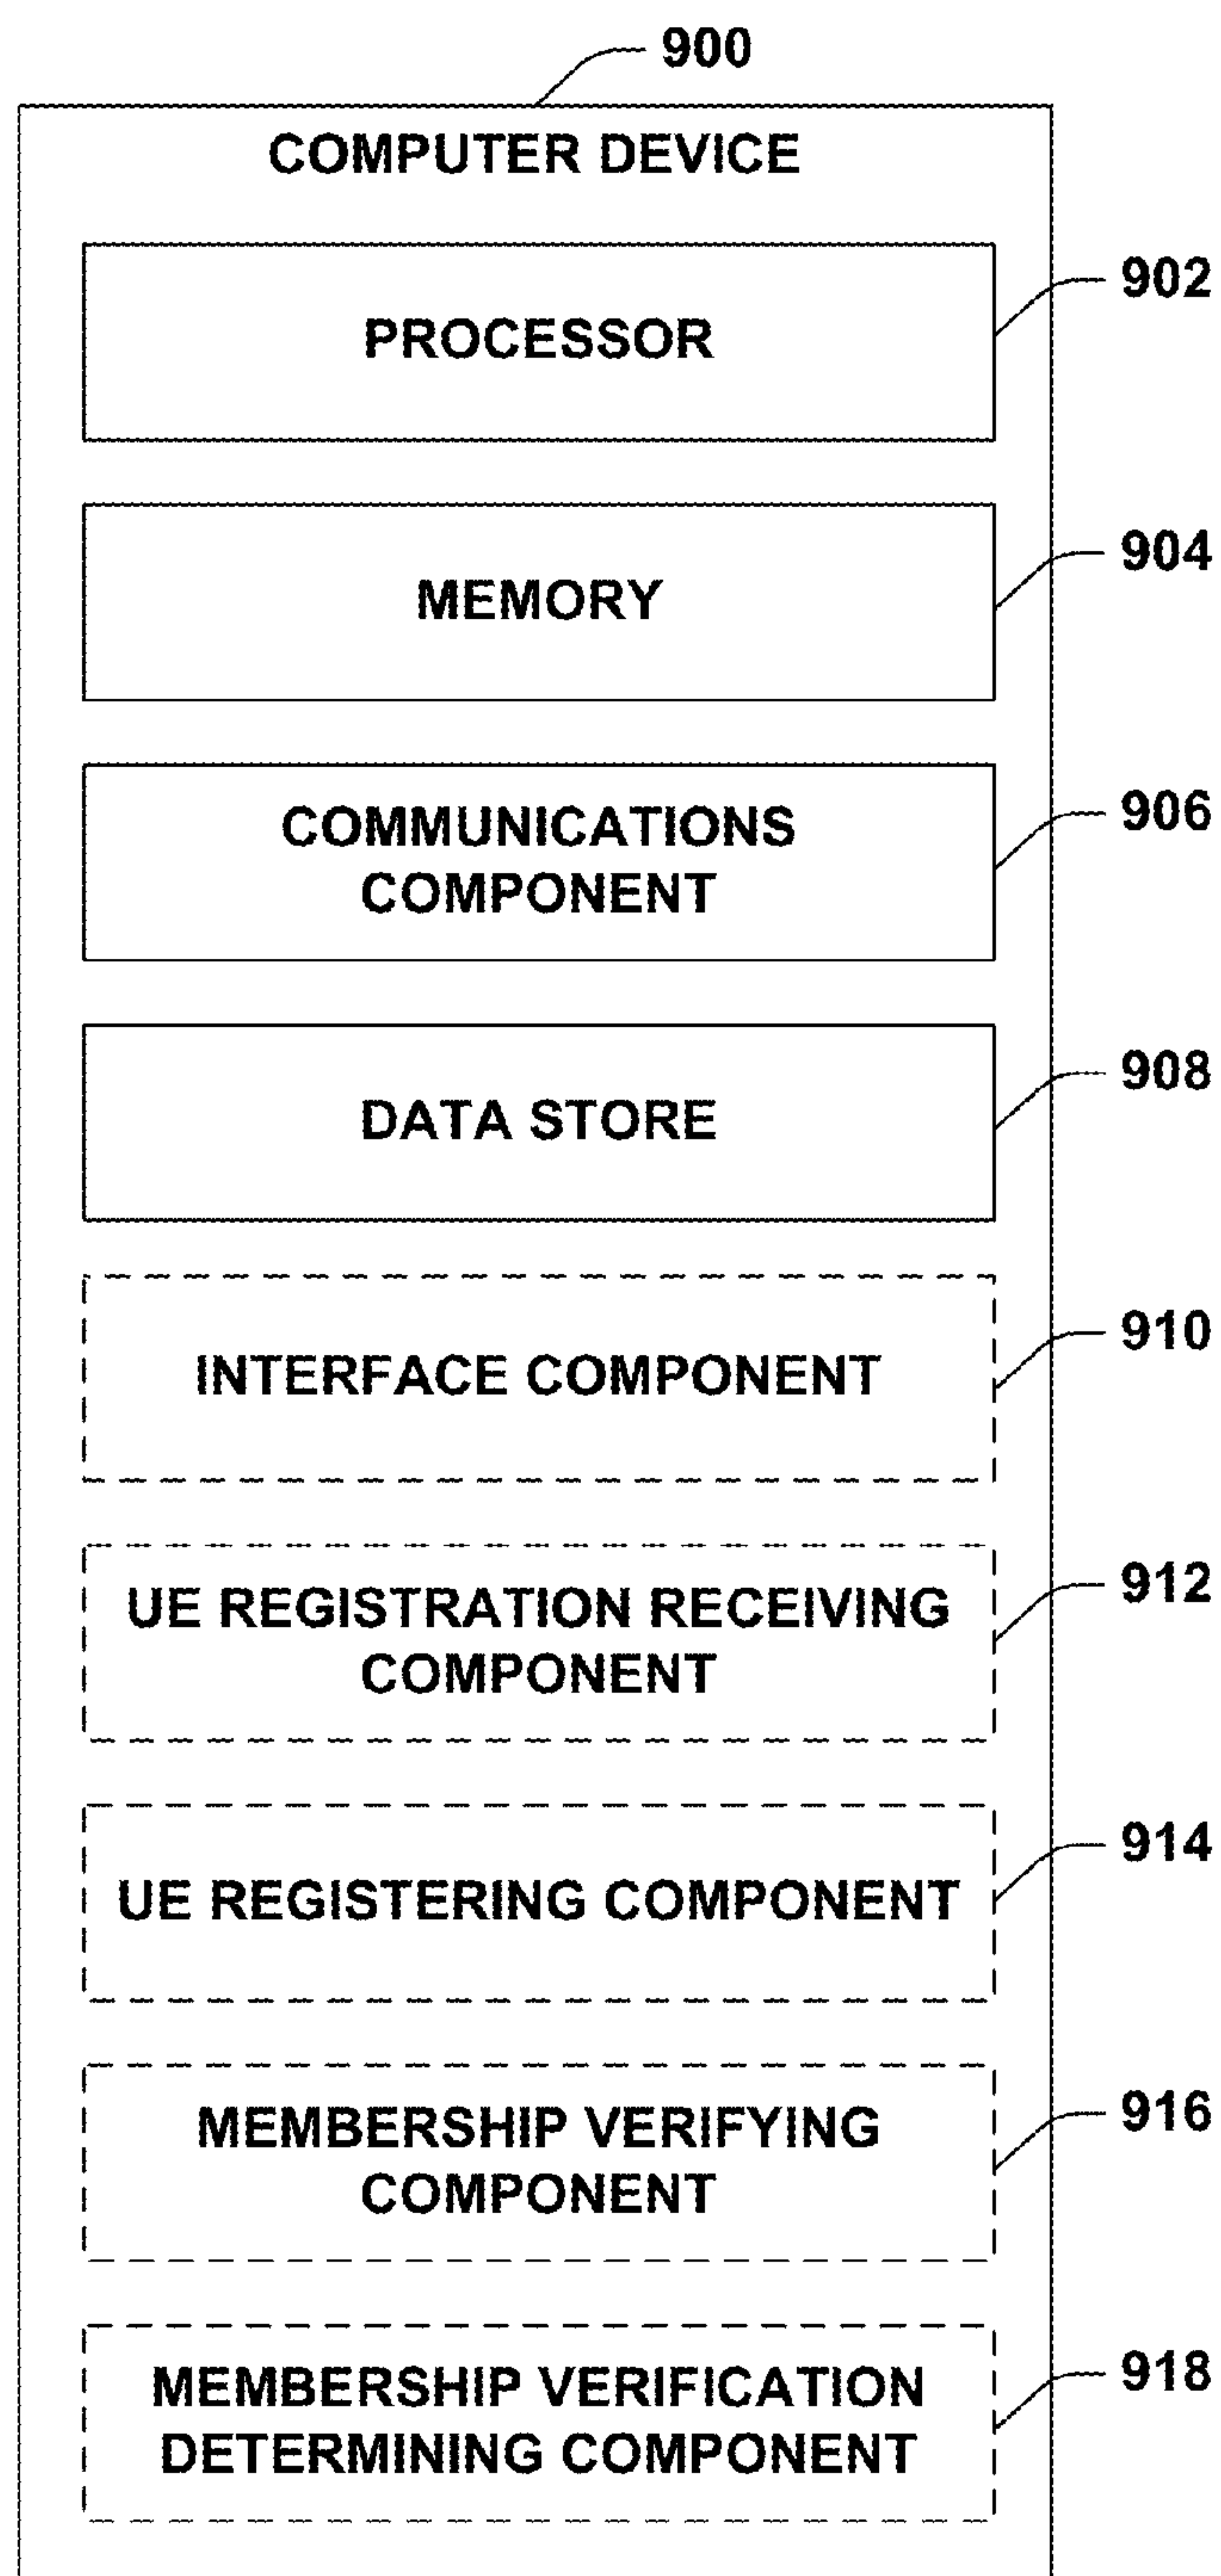 900
COMPUTER DEVICE
902
PROCESSOR
904
MEMORY
906
COMMUNICATIONS
COMPONENT
908
DATA STORE
910
INTERFACE COMPONENT
912
UE REGISTRATION RECEIVING
COMPONENT
914
UE REGISTERING COMPONENT
916
MEMBERSHIP VERIFYING
COMPONENT
918
MEMBERSHIP VERIFICATION
DETERMINING COMPONENT